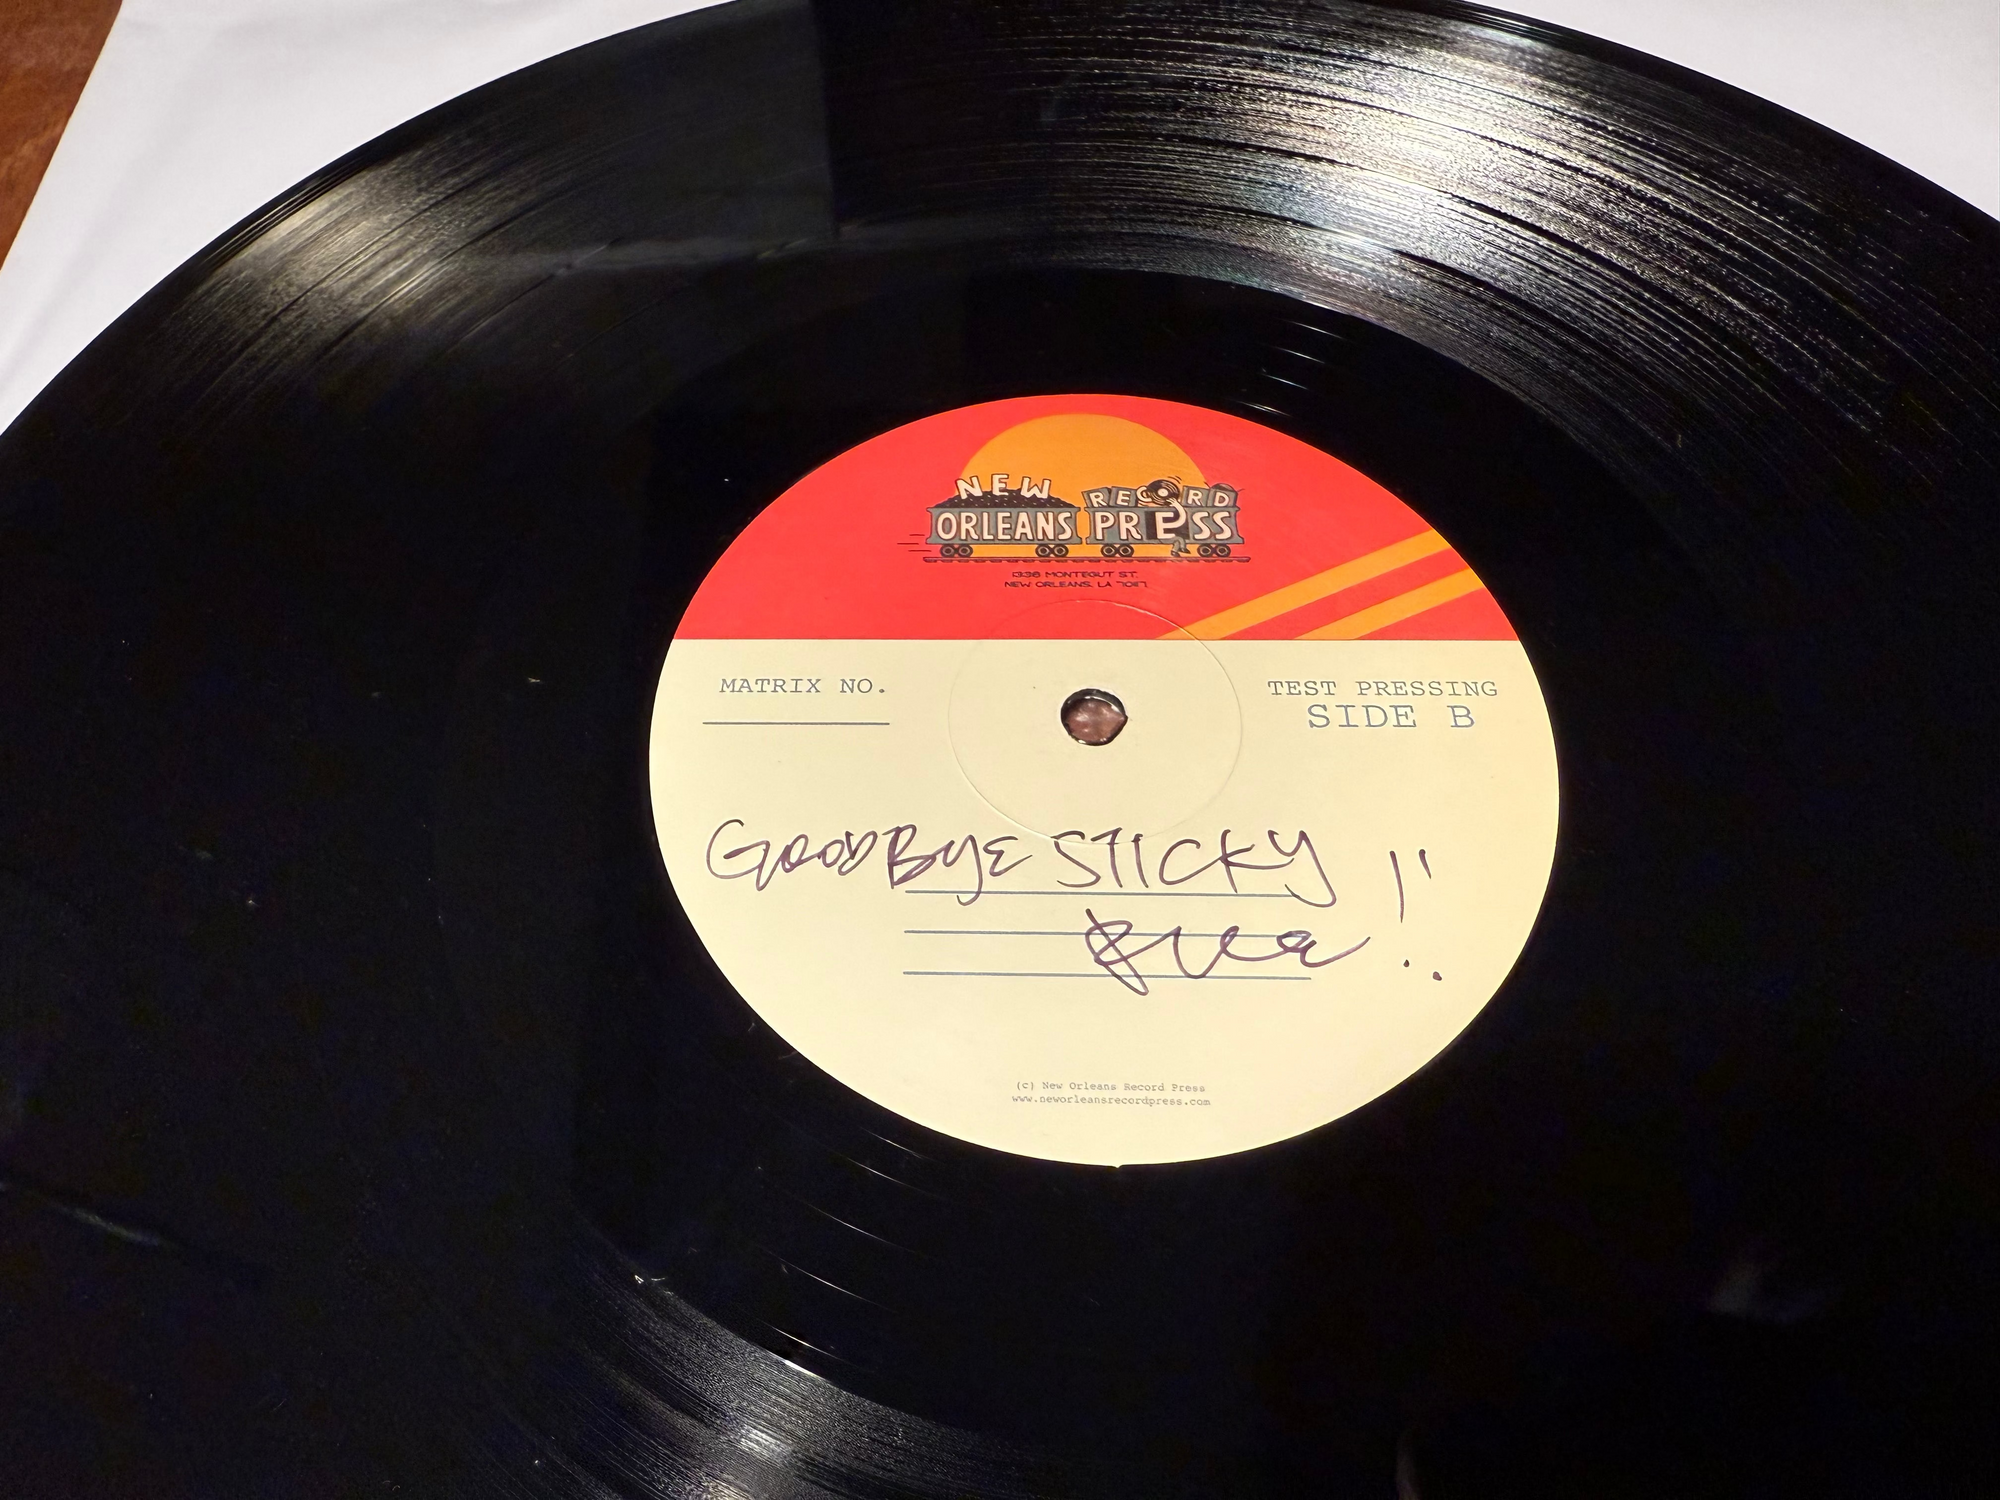 NEW RECORD
ORLEANS PRESS
1338 MONTEGUT ST.
NEW ORLEANS, LA 70117
MATRIX NO.
TEST PRESSING
SIDE B
GOODBYE STICKY !!
(c) New Orleans Record Press
www.neworleansrecordpress.com